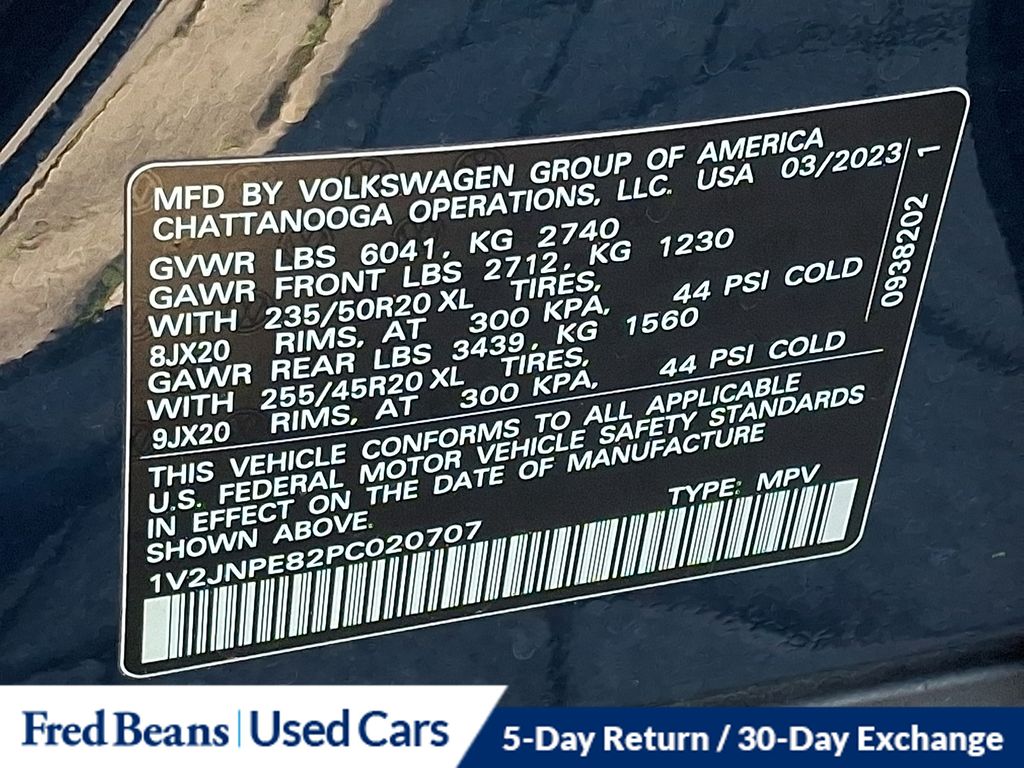 MFD BY VOLKSWAGEN GROUP OF AMERICA
CHATTANOOGA OPERATIONS, LLC. USA 03/2023
GVWR LBS 6041, KG 2740
GAWR FRONT LBS 2712, KG 1230
WITH 235/50R20 XL TIRES,
8JX20 RIMS, AT 300 KPA, 44 PSI COLD
GAWR REAR LBS 3439, KG 1560
WITH 255/45R20 XL TIRES,
9JX20 RIMS, AT 300 KPA, 44 PSI COLD
THIS VEHICLE CONFORMS TO ALL APPLICABLE
U.S. FEDERAL MOTOR VEHICLE SAFETY STANDARDS
IN EFFECT ON THE DATE OF MANUFACTURE
SHOWN ABOVE. TYPE: MPV
1V2JNPE82PC020707
0938202 1
Fred Beans | Used Cars
5-Day Return / 30-Day Exchange